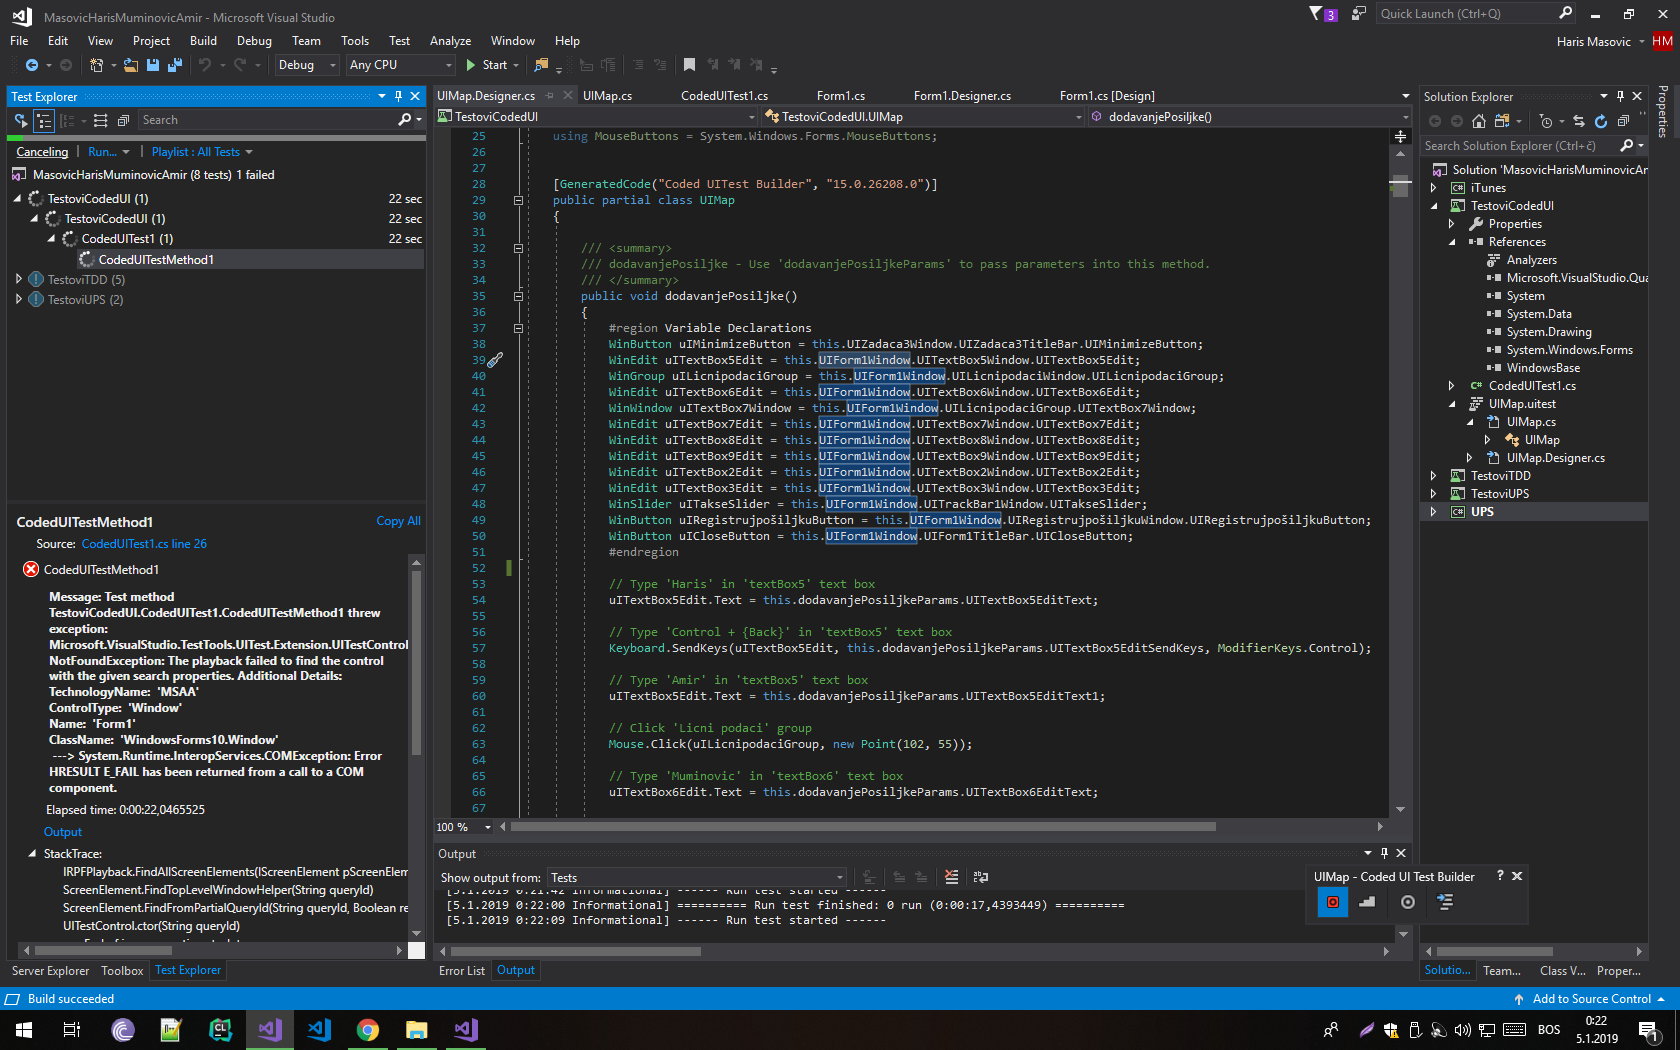 MasovicHarisMuminovicAmir - Microsoft Visual Studio
3
Quick Launch (Ctrl+Q)
File Edit View Project Build Debug Team Tools Test Analyze Window Help
Haris Masovic HM
Debug Any CPU Start
Test Explorer
Search
Canceling Run... Playlist : All Tests
MasovicHarisMuminovicAmir (8 tests) 1 failed
TestoviCodedUI (1) 22 sec
TestoviCodedUI (1) 22 sec
CodedUITest1 (1) 22 sec
CodedUITestMethod1
TestoviTDD (5)
TestoviUPS (2)
CodedUITestMethod1 Copy All
Source: CodedUITest1.cs line 26
CodedUITestMethod1
Message: Test method
TestoviCodedUI.CodedUITest1.CodedUITestMethod1 threw
exception:
Microsoft.VisualStudio.TestTools.UITest.Extension.UITestControl
NotFoundException: The playback failed to find the control
with the given search properties. Additional Details:
TechnologyName: 'MSAA'
ControlType: 'Window'
Name: 'Form1'
ClassName: 'WindowsForms10.Window'
---> System.Runtime.InteropServices.COMException: Error
HRESULT E_FAIL has been returned from a call to a COM
component.
Elapsed time: 0:00:22,0465525
Output
StackTrace:
IRPFPlayback.FindAllScreenElements(IScreenElement pScreenElem
ScreenElement.FindTopLevelWindowHelper(String queryId)
ScreenElement.FindFromPartialQueryId(String queryId, Boolean re
UITestControl.ctor(String queryId)
Server Explorer Toolbox Test Explorer
UIMap.Designer.cs UIMap.cs CodedUITest1.cs Form1.cs Form1.Designer.cs Form1.cs [Design]
TestoviCodedUI TestoviCodedUI.UIMap dodavanjePosiljke()
25 using MouseButtons = System.Windows.Forms.MouseButtons;
26
27
28 [GeneratedCode("Coded UITest Builder", "15.0.26208.0")]
29 public partial class UIMap
30 {
31
32 /// <summary>
33 /// dodavanjePosiljke - Use 'dodavanjePosiljkeParams' to pass parameters into this method.
34 /// </summary>
35 public void dodavanjePosiljke()
36 {
37 #region Variable Declarations
38 WinButton uIMinimizeButton = this.UIZadaca3Window.UIZadaca3TitleBar.UIMinimizeButton;
39 WinEdit uITextBox5Edit = this.UIForm1Window.UITextBox5Window.UITextBox5Edit;
40 WinGroup uILicnipodaciGroup = this.UIForm1Window.UILicnipodaciWindow.UILicnipodaciGroup;
41 WinEdit uITextBox6Edit = this.UIForm1Window.UITextBox6Window.UITextBox6Edit;
42 WinWindow uITextBox7Window = this.UIForm1Window.UILicnipodaciGroup.UITextBox7Window;
43 WinEdit uITextBox7Edit = this.UIForm1Window.UITextBox7Window.UITextBox7Edit;
44 WinEdit uITextBox8Edit = this.UIForm1Window.UITextBox8Window.UITextBox8Edit;
45 WinEdit uITextBox9Edit = this.UIForm1Window.UITextBox9Window.UITextBox9Edit;
46 WinEdit uITextBox2Edit = this.UIForm1Window.UITextBox2Window.UITextBox2Edit;
47 WinEdit uITextBox3Edit = this.UIForm1Window.UITextBox3Window.UITextBox3Edit;
48 WinSlider uITakseSlider = this.UIForm1Window.UITrackBar1Window.UITakseSlider;
49 WinButton uIRegistrujpošiljkuButton = this.UIForm1Window.UIRegistrujpošiljkuWindow.UIRegistrujpošiljkuButton;
50 WinButton uICloseButton = this.UIForm1Window.UIForm1TitleBar.UICloseButton;
51 #endregion
52
53 // Type 'Haris' in 'textBox5' text box
54 uITextBox5Edit.Text = this.dodavanjePosiljkeParams.UITextBox5EditText;
55
56 // Type 'Control + {Back}' in 'textBox5' text box
57 Keyboard.SendKeys(uITextBox5Edit, this.dodavanjePosiljkeParams.UITextBox5EditSendKeys, ModifierKeys.Control);
58
59 // Type 'Amir' in 'textBox5' text box
60 uITextBox5Edit.Text = this.dodavanjePosiljkeParams.UITextBox5EditText1;
61
62 // Click 'Licni podaci' group
63 Mouse.Click(uILicnipodaciGroup, new Point(102, 55));
64
65 // Type 'Muminovic' in 'textBox6' text box
66 uITextBox6Edit.Text = this.dodavanjePosiljkeParams.UITextBox6EditText;
67
100 %
Output
Show output from: Tests
[5.1.2019 0:21:42 Informational] ------ Run test started ------
[5.1.2019 0:22:09 Informational] ========== Run test finished: 0 run (0:00:17,4393449) ==========
[5.1.2019 0:22:09 Informational] ------ Run test started ------
Error List Output
UIMap - Coded UI Test Builder ?
Solution Explorer
Properties
Search Solution Explorer (Ctrl+č)
Solution 'MasovicHarisMuminovicAr
iTunes
TestoviCodedUI
Properties
References
Analyzers
Microsoft.VisualStudio.Qua
System
System.Data
System.Drawing
System.Windows.Forms
WindowsBase
CodedUITest1.cs
UIMap.uitest
UIMap.cs
UIMap
UIMap.Designer.cs
TestoviTDD
TestoviUPS
UPS
Solutio... Team... Class V... Proper...
Build succeeded
Add to Source Control
BOS
0:22
5.1.2019
1